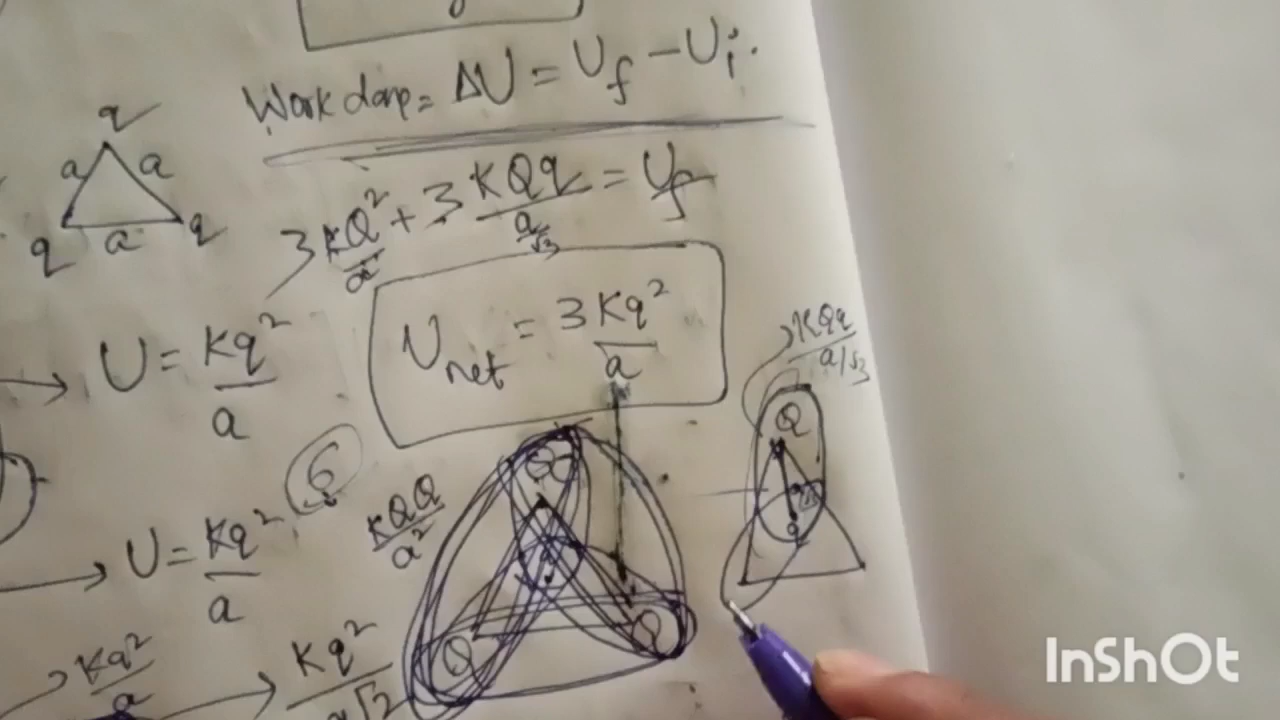 Work done = ΔU = Uf − Ui
q
a a
q a q
3KQ²/a + 3KQq/(a/√3) = Uf
Unet = 3Kq²/a
U = Kq²/a
6
KQq/a/√3
Q
q
KQQ/a²
Q
Q Q
U = Kq²/a
Kq²/a
Kq²/a√2
InShOt